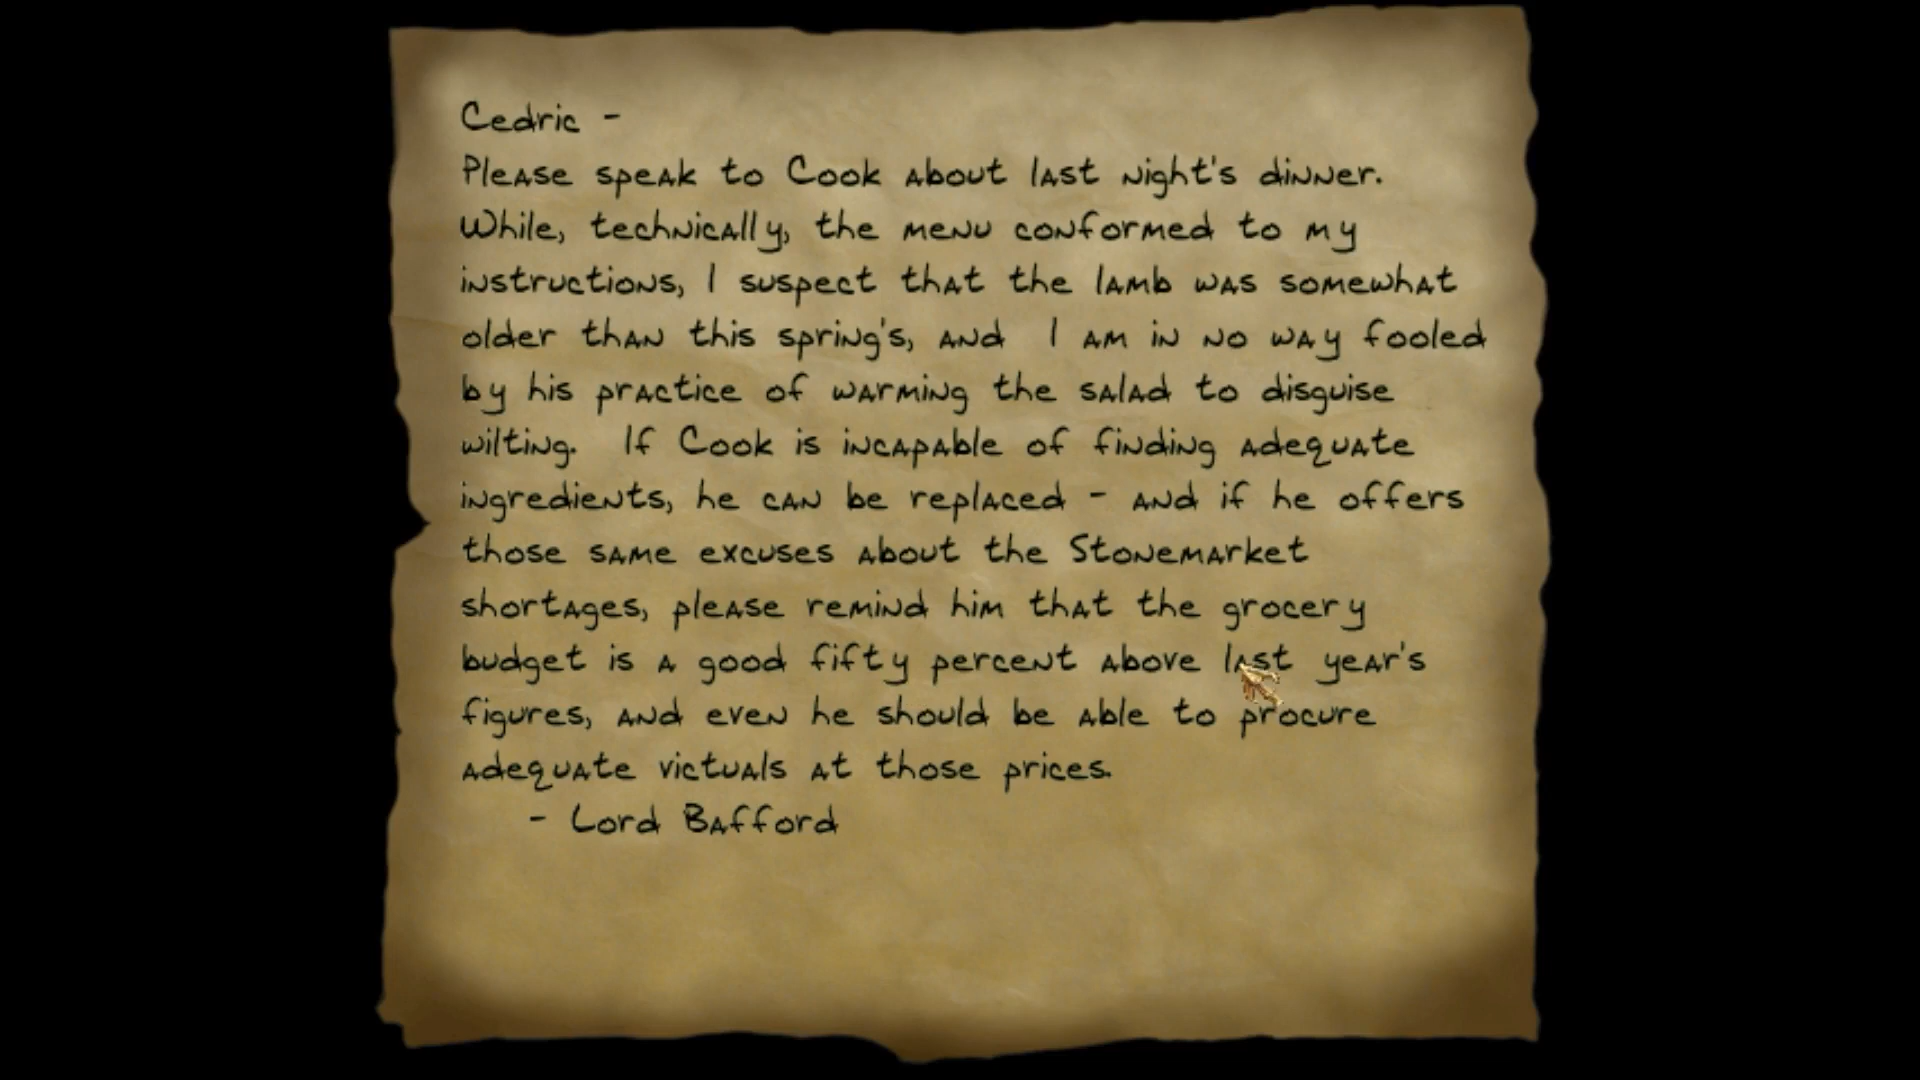 Cedric -
Please speak to Cook about last night's dinner.
While, technically, the menu conformed to my
instructions, I suspect that the lamb was somewhat
older than this spring's, and I am in no way fooled
by his practice of warming the salad to disguise
wilting. If Cook is incapable of finding adequate
ingredients, he can be replaced - and if he offers
those same excuses about the Stonemarket
shortages, please remind him that the grocery
budget is a good fifty percent above last year's
figures, and even he should be able to procure
adequate victuals at those prices.
- Lord Bafford